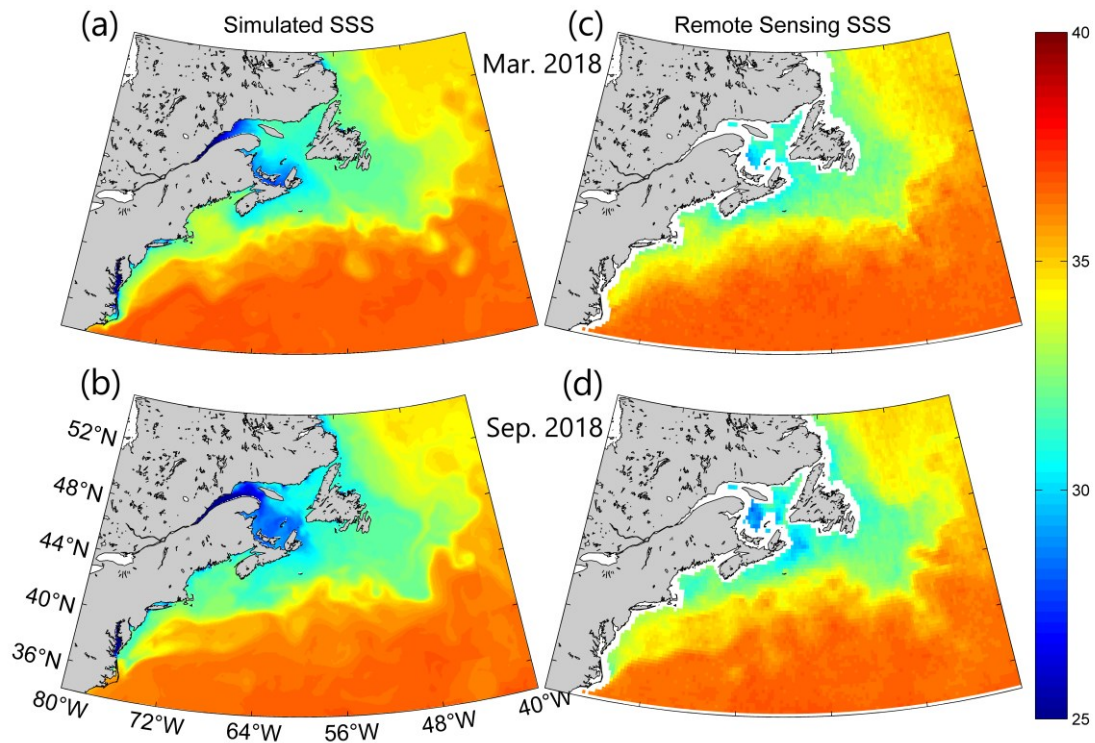 (a) Simulated SSS
(c) Remote Sensing SSS
Mar. 2018
(b)
(d)
Sep. 2018
52°N
48°N
44°N
40°N
36°N
80°W
72°W
64°W
56°W
48°W
40°W
40
35
30
25